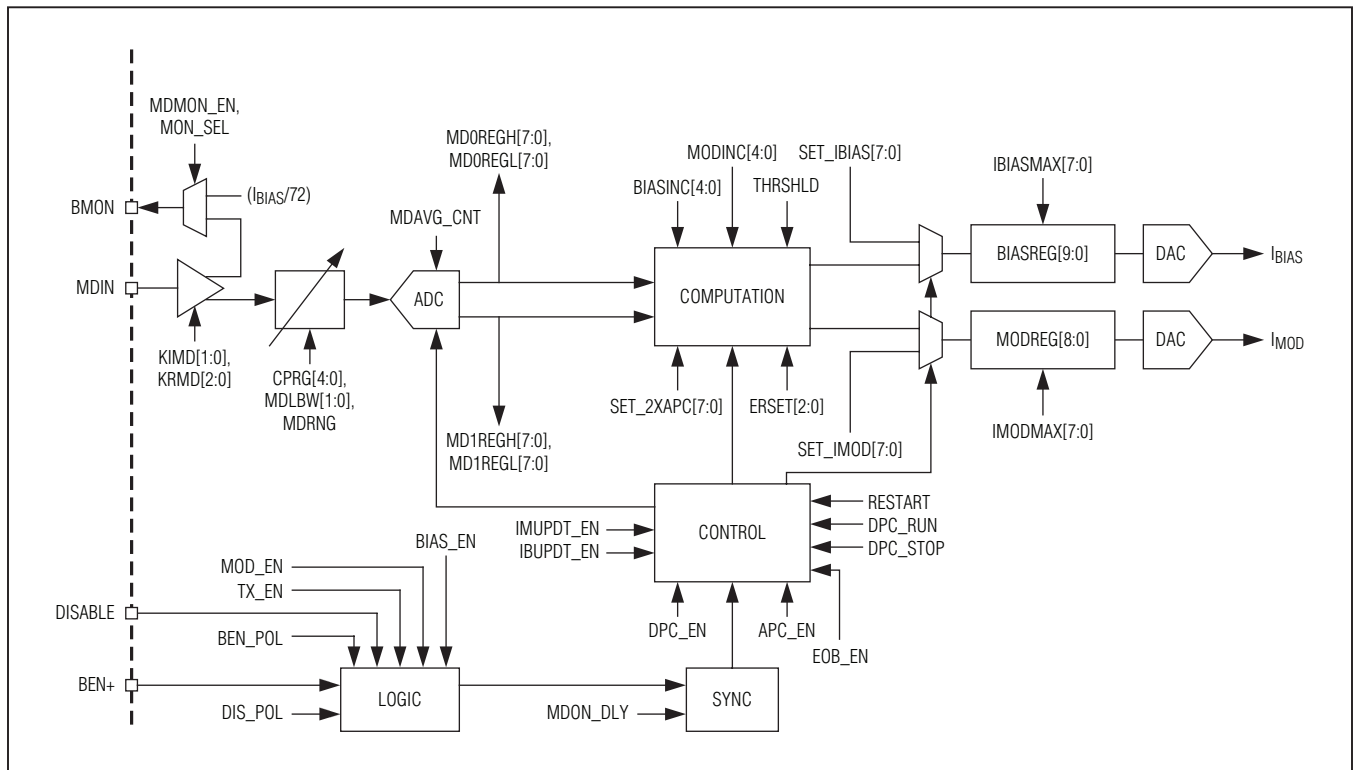 MDMON_EN,
MON_SEL
BMON
(IBIAS/72)
MDIN
KIMD[1:0],
KRMD[2:0]
CPRG[4:0],
MDLBW[1:0],
MDRNG
MDAVG_CNT
ADC
MD0REGH[7:0],
MD0REGL[7:0]
MD1REGH[7:0],
MD1REGL[7:0]
MODINC[4:0]
BIASINC[4:0]
THRSHLD
COMPUTATION
SET_2XAPC[7:0]
ERSET[2:0]
SET_IBIAS[7:0]
IBIASMAX[7:0]
BIASREG[9:0]
DAC
IBIAS
MODREG[8:0]
DAC
IMOD
SET_IMOD[7:0]
IMODMAX[7:0]
IMUPDT_EN
IBUPDT_EN
CONTROL
RESTART
DPC_RUN
DPC_STOP
DPC_EN
APC_EN
EOB_EN
BIAS_EN
MOD_EN
TX_EN
DISABLE
BEN_POL
BEN+
DIS_POL
LOGIC
MDON_DLY
SYNC